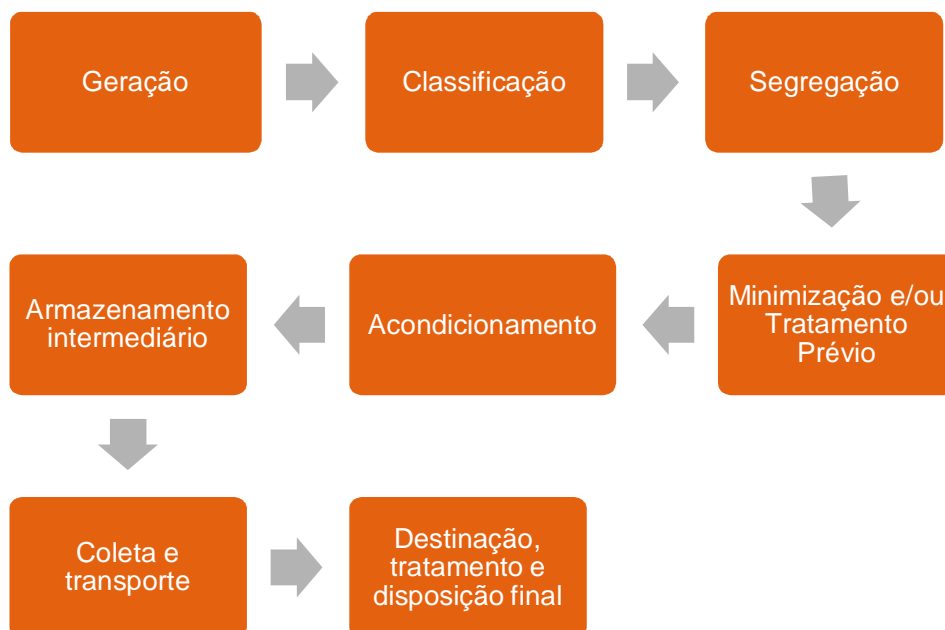 Geração
Classificação
Segregação
Minimização e/ou
Tratamento
Prévio
Acondicionamento
Armazenamento
intermediário
Coleta e
transporte
Destinação,
tratamento e
disposição final